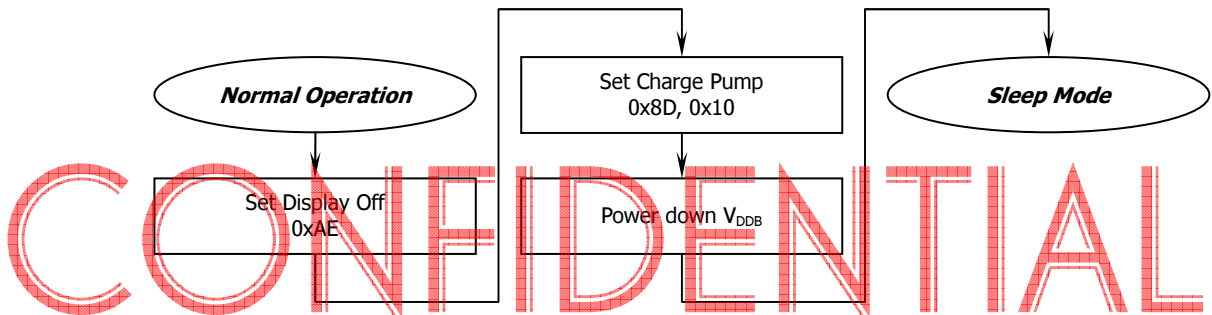 Normal Operation
Set Display Off
0xAE
Set Charge Pump
0x8D, 0x10
Power down VDDB
Sleep Mode
CONFIDENTIAL